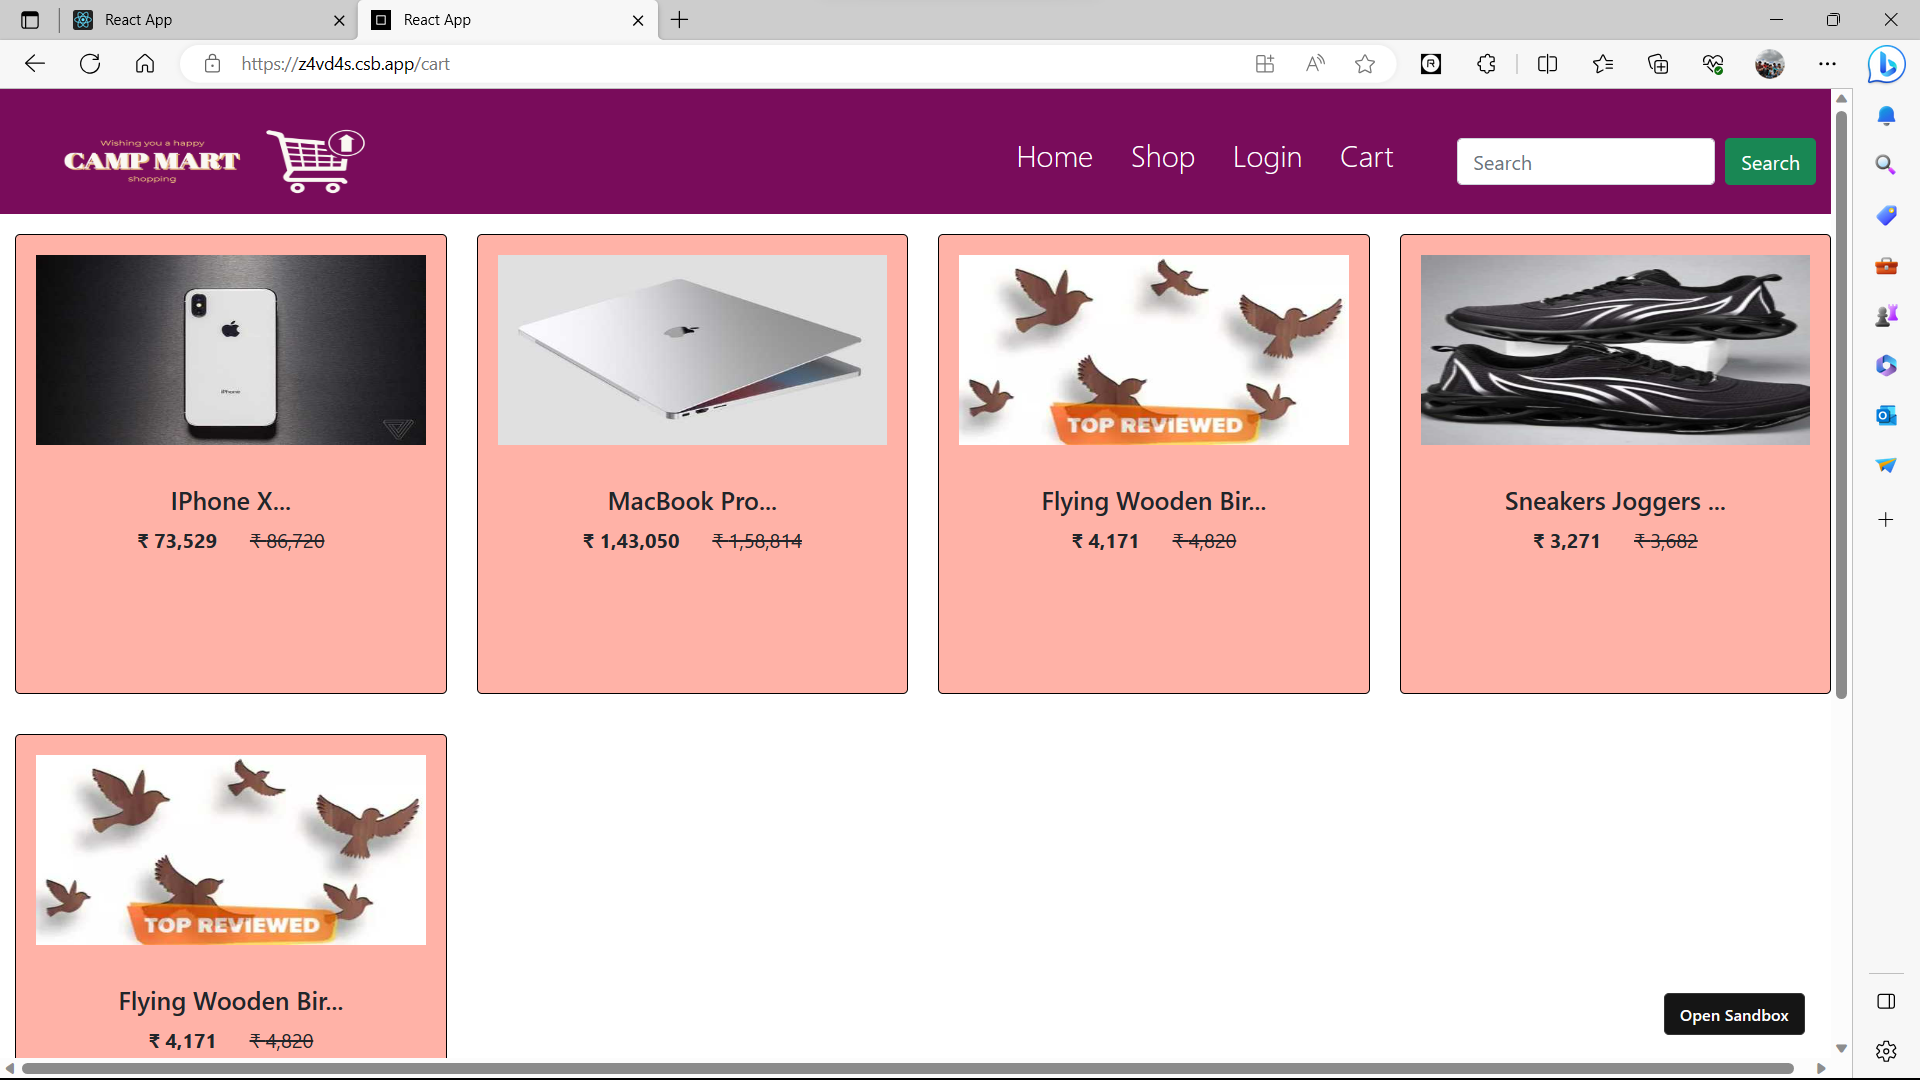 React App
React App
https://z4vd4s.csb.app/cart
Wishing you a happy
CAMP MART
shopping
Home Shop Login Cart
Search
Search
iPhone
TOP REVIEWED
IPhone X...
₹ 73,529 ₹ 86,720
MacBook Pro...
₹ 1,43,050 ₹ 1,58,814
Flying Wooden Bir...
₹ 4,171 ₹ 4,820
Sneakers Joggers ...
₹ 3,271 ₹ 3,682
TOP REVIEWED
Flying Wooden Bir...
₹ 4,171 ₹ 4,820
Open Sandbox